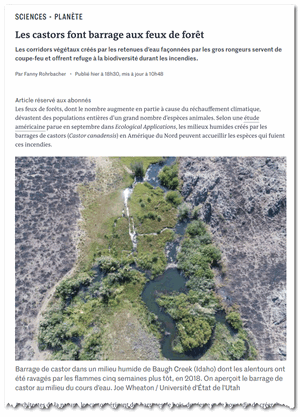 SCIENCES • PLANÈTE
Les castors font barrage aux feux de forêt
Les corridors végétaux créés par les retenues d'eau façonnées par les gros rongeurs servent de
coupe-feu et offrent refuge à la biodiversité durant les incendies.
Par Fanny Rohrbacher • Publié hier à 18h30, mis à jour à 10h46
Article réservé aux abonnés
Les feux de forêts, dont le nombre augmente en partie à cause du réchauffement climatique,
dévastent des populations entières d'un grand nombre d'espèces animales. Selon une étude
américaine parue en septembre dans Ecological Applications, les milieux humides créés par les
barrages de castors (Castor canadensis) en Amérique du Nord peuvent accueillir les espèces qui fuient
ces incendies.
Barrage de castor dans un milieu humide de Baugh Creek (Idaho) dont les alentours ont
été ravagés par les flammes cinq semaines plus tôt, en 2018. On aperçoit le barrage de
castor au milieu du cours d'eau. Joe Wheaton / Université d'État de l'Utah